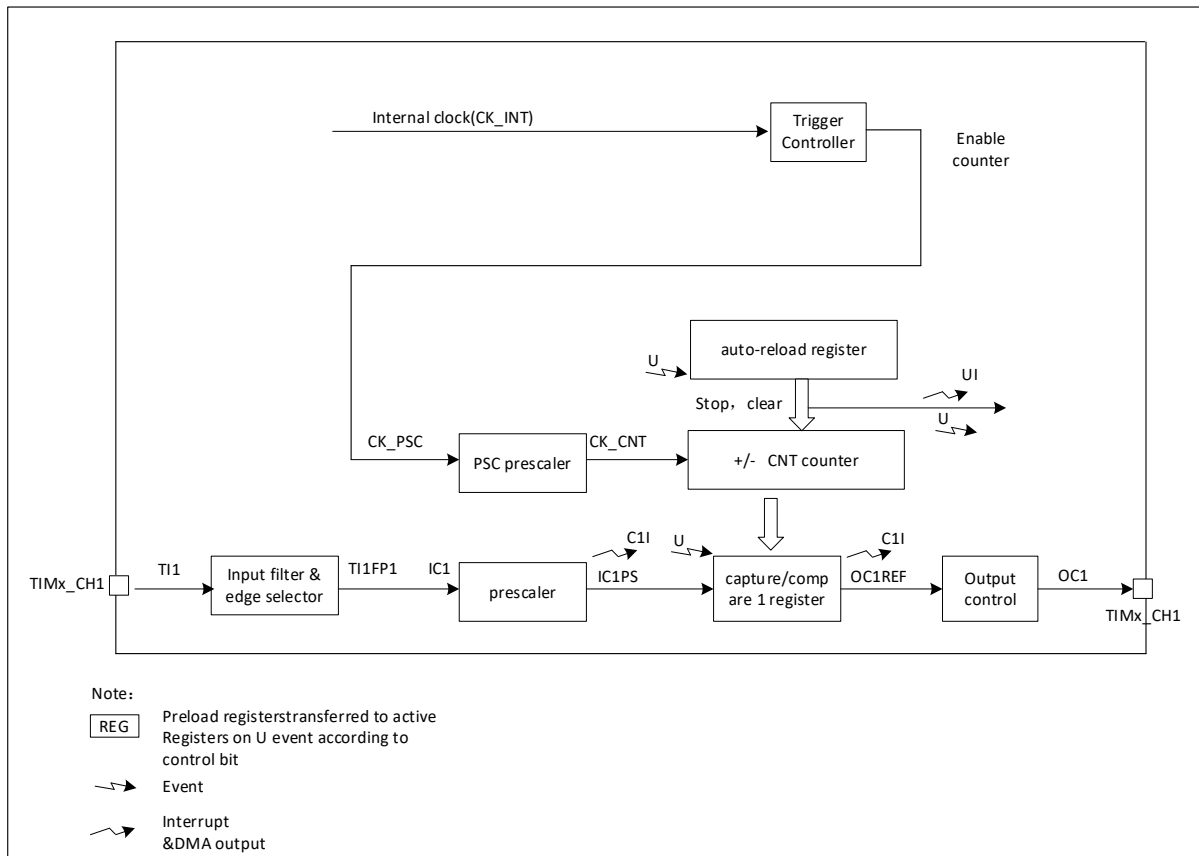 Internal clock(CK_INT)
Trigger
Controller
Enable
counter
auto-reload register
U
UI
Stop，clear
U
CK_PSC
CK_CNT
PSC prescaler
+/-   CNT counter
C1I
U
C1I
TIMx_CH1
TI1
Input filter &
edge selector
TI1FP1
IC1
prescaler
IC1PS
capture/comp
are 1 register
OC1REF
Output
control
OC1
TIMx_CH1
Note：
REG
Preload registerstransferred to active
Registers on U event according to
control bit
Event
Interrupt
&DMA output